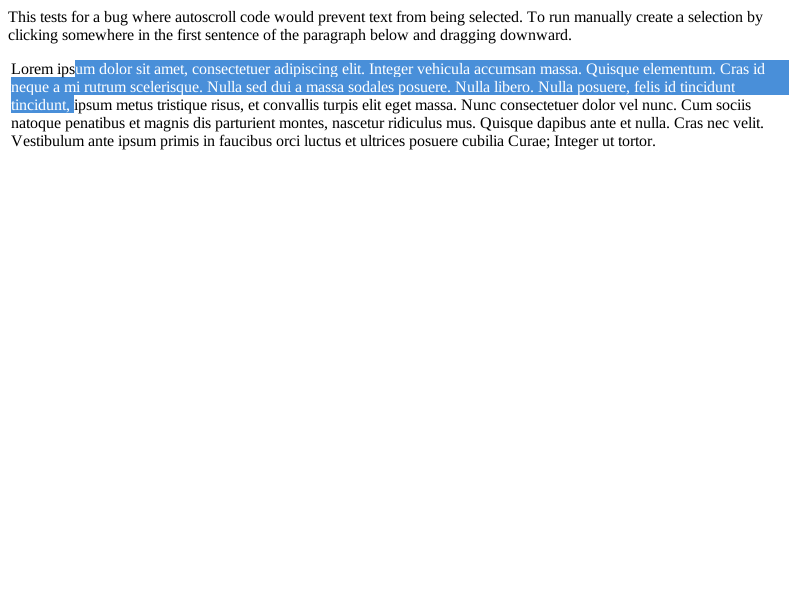 This tests for a bug where autoscroll code would prevent text from being selected. To run manually create a selection by
clicking somewhere in the first sentence of the paragraph below and dragging downward.
Lorem ipsum dolor sit amet, consectetuer adipiscing elit. Integer vehicula accumsan massa. Quisque elementum. Cras id
neque a mi rutrum scelerisque. Nulla sed dui a massa sodales posuere. Nulla libero. Nulla posuere, felis id tincidunt
tincidunt, ipsum metus tristique risus, et convallis turpis elit eget massa. Nunc consectetuer dolor vel nunc. Cum sociis
natoque penatibus et magnis dis parturient montes, nascetur ridiculus mus. Quisque dapibus ante et nulla. Cras nec velit.
Vestibulum ante ipsum primis in faucibus orci luctus et ultrices posuere cubilia Curae; Integer ut tortor.